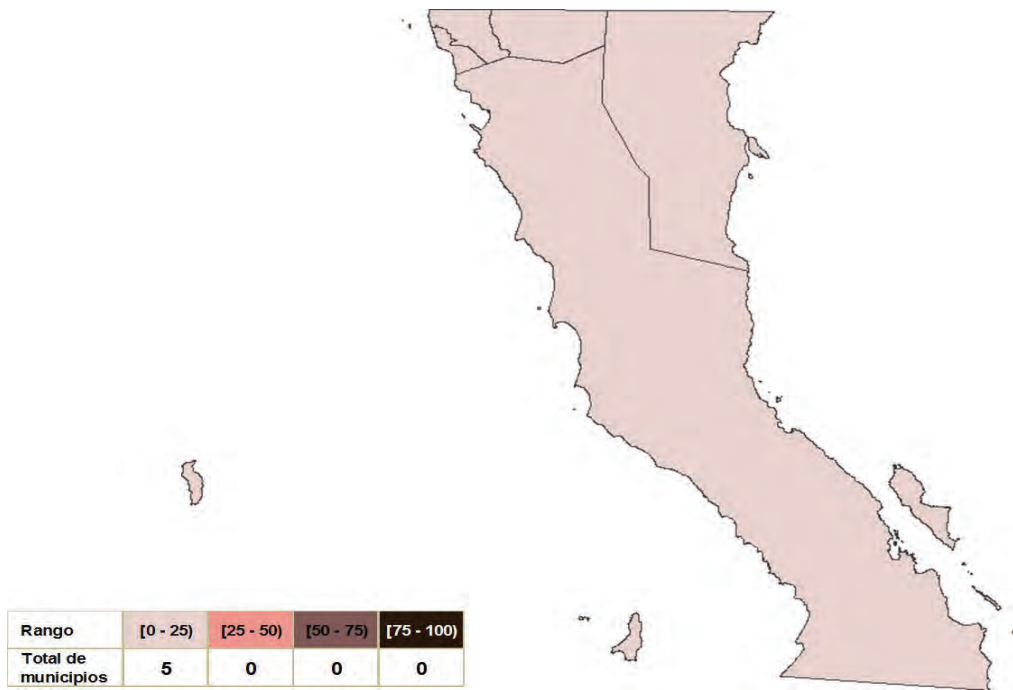 Rango [0 - 25) [25 - 50) [50 - 75) [75 - 100)
Total de municipios 5 0 0 0